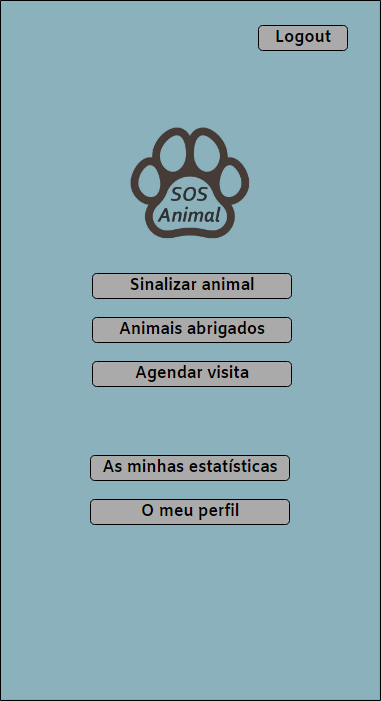 Logout
SOS
Animal
Sinalizar animal
Animais abrigados
Agendar visita
As minhas estatísticas
O meu perfil